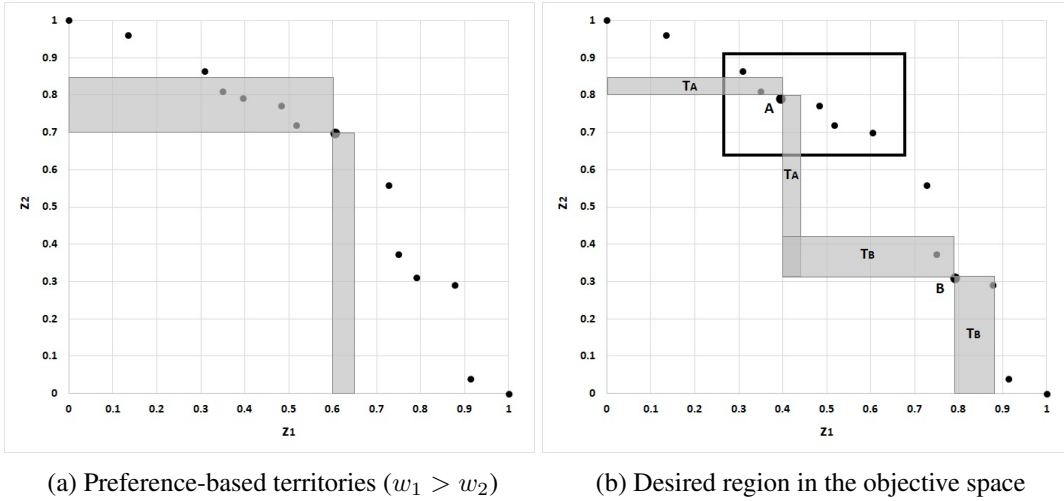 1
0.9
0.8
0.7
0.6
0.5
0.4
0.3
0.2
0.1
0
z2
0 0.1 0.2 0.3 0.4 0.5 0.6 0.7 0.8 0.9 1
z1
(a) Preference-based territories (w1 > w2)
1
0.9
0.8
0.7
0.6
0.5
0.4
0.3
0.2
0.1
0
z2
TA
A
TA
TB
B
TB
0 0.1 0.2 0.3 0.4 0.5 0.6 0.7 0.8 0.9 1
z1
(b) Desired region in the objective space